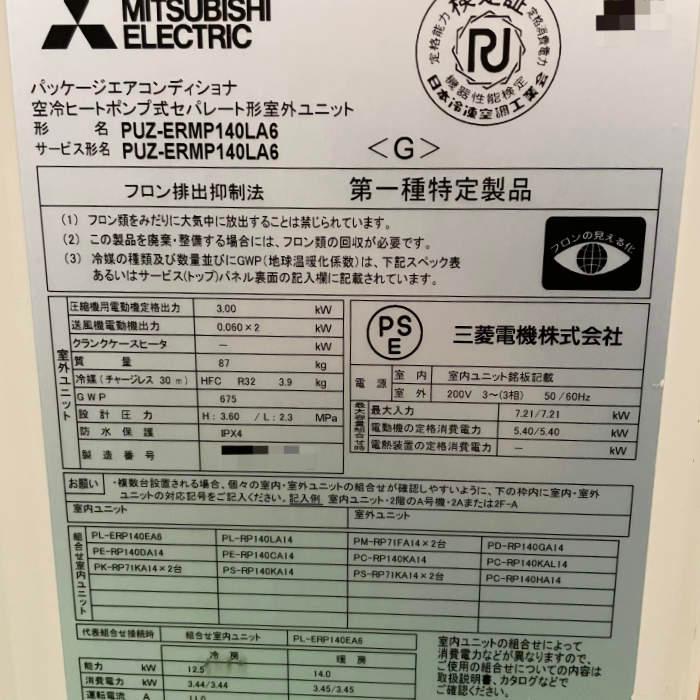 MITSUBISHI
ELECTRIC
検定証
定格能力
定格消費電力
機器性能検定
日本冷凍空調工業会
パッケージエアコンディショナ
空冷ヒートポンプ式セパレート形室外ユニット
形 名 PUZ-ERMP140LA6
サービス形名 PUZ-ERMP140LA6 <G>
フロン排出抑制法 第一種特定製品
(1) フロン類をみだりに大気中に放出することは禁じられています。
(2) この製品を廃棄・整備する場合には、フロン類の回収が必要です。
(3) 冷媒の種類及び数量並びにGWP(地球温暖化係数)は、下記スペック表
あるいはサービス(トップ)パネル裏面の記入欄に記載されています。
フロンの見える化
室外ユニット
圧縮機用電動機定格出力 3.00 kW
送風機電動機出力 0.060×2 kW
クランクケースヒータ − kW
質 量 87 kg
冷媒(チャージレス 30 m) HFC R32 3.9 kg
GWP 675
設計圧力 H:3.60 / L:2.3 MPa
防水保護 IPX4
製造番号
PSE 三菱電機株式会社
電源 室内 室内ユニット銘板記載
室外 200V 3〜(3相) 50/60Hz
最大容量組合せ時
最大入力 7.21/7.21 kW
電動機の定格消費電力 5.40/5.40 kW
電熱装置の定格消費電力 − kW
お願い ・複数台設置される場合、個々の室内・室外ユニットの組合せが確認しやすいように、下の枠内に室内・室外
ユニットの対応記号をご記入ください。記入例 室内ユニット・2階のA号機・2Aまたは2F-A
室内ユニット 室外ユニット
組合せ室内ユニット
PL-ERP140EA6 PL-RP140LA14 PM-RP71FA14×2台 PD-RP140GA14
PE-RP140DA14 PE-RP140CA14 PC-RP140KA14 PC-RP140KAL14
PK-RP71KA14×2台 PS-RP140KA14 PS-RP71KA14×2台 PC-RP140HA14
代表組合せ接続時 組合せ室内ユニット PL-ERP140EA6
冷房 暖房
能力 kW 12.5 14.0
消費電力 kW 3.44/3.44 3.45/3.45
運転電流 A 11.0
室内ユニットの組合せによって
消費電力などが異なりますので、
ご使用の組合せについての内容は
取扱説明書、カタログなどで
ご確認ください。